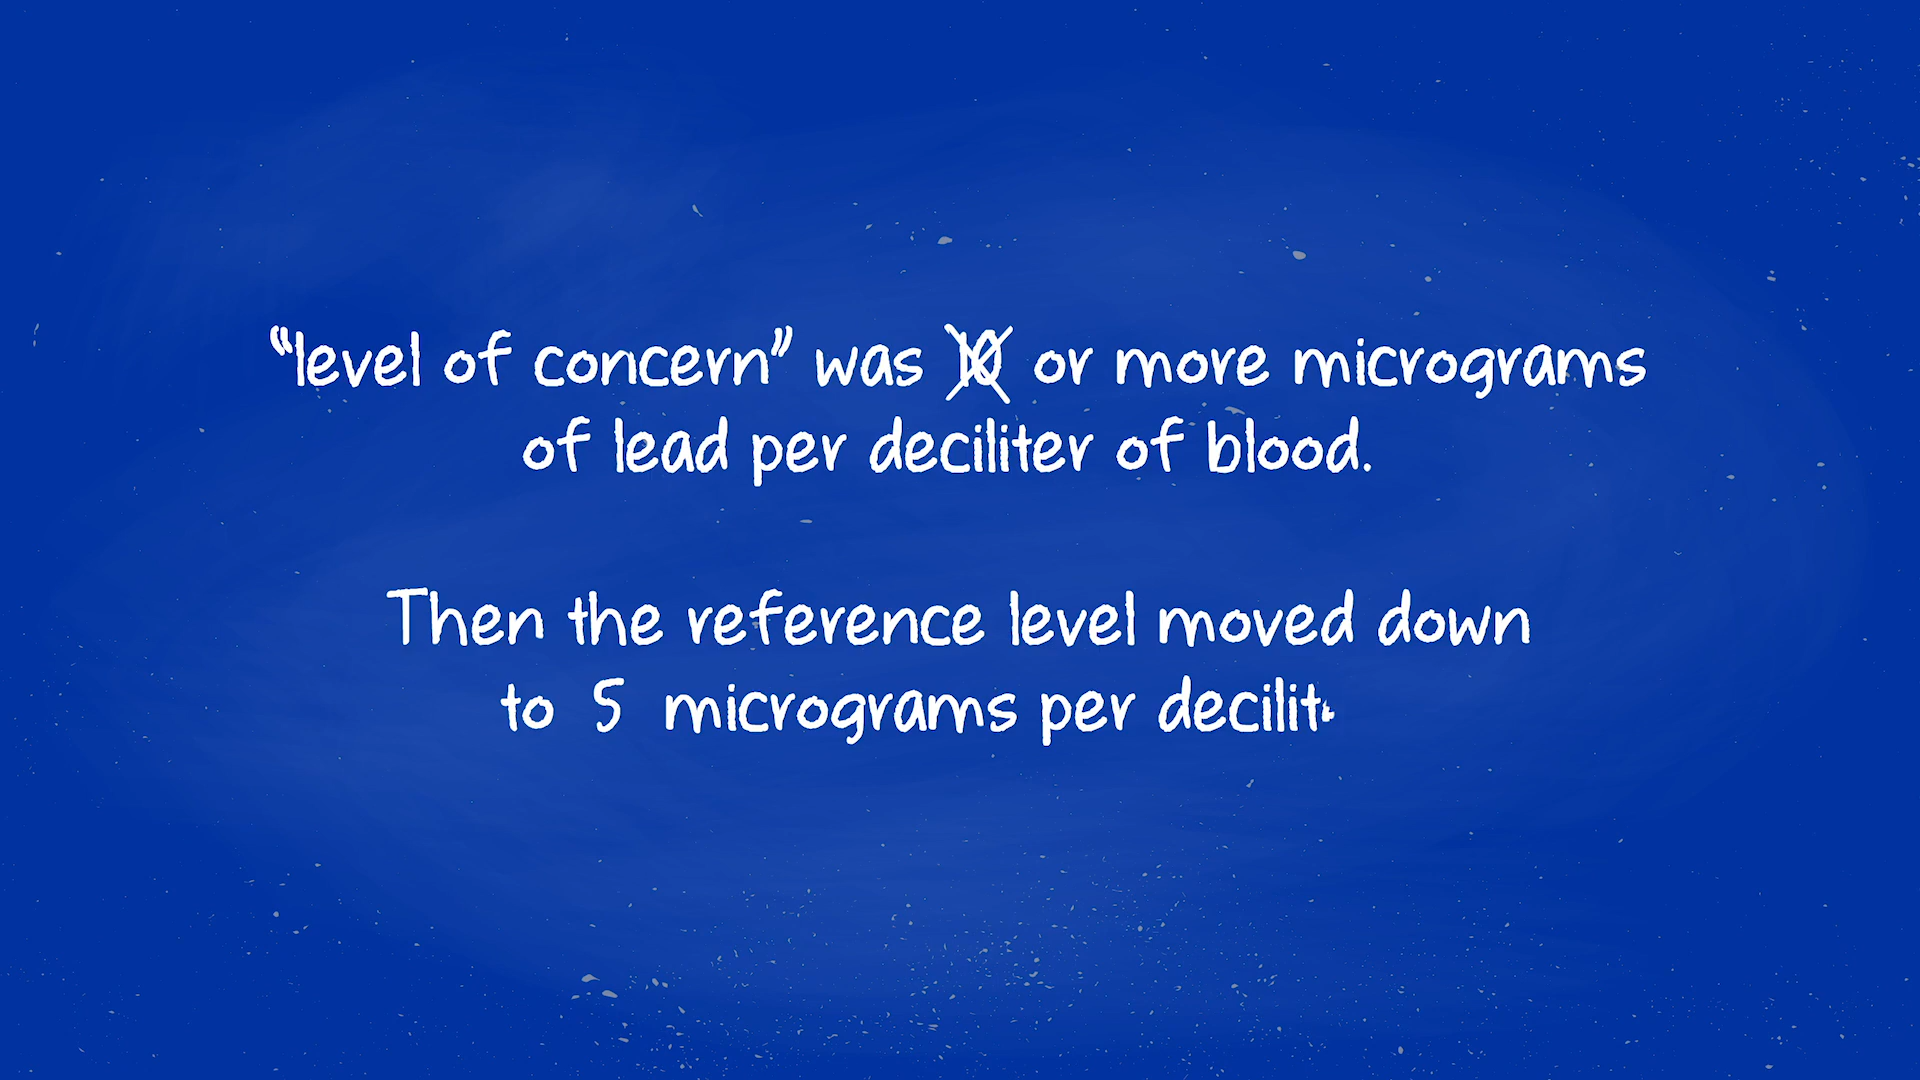 “level of concern” was 10 or more micrograms
of lead per deciliter of blood.
Then the reference level moved down
to 5 micrograms per decilit